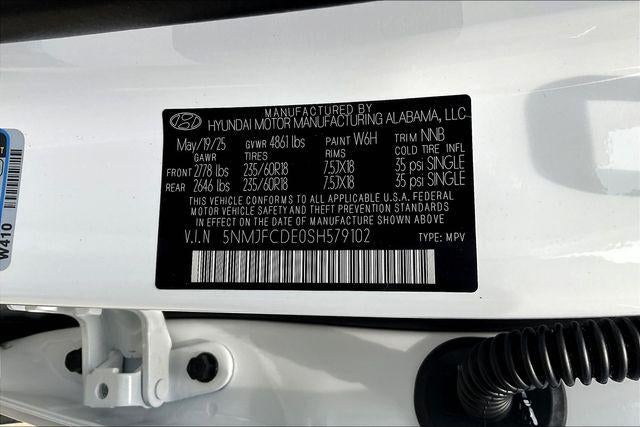 MANUFACTURED BY
HYUNDAI MOTOR MANUFACTURING ALABAMA, LLC
May/19/25 GVWR 4861 lbs PAINT W6H TRIM NNB
GAWR TIRES RIMS COLD TIRE INFL
FRONT 2778 lbs 235/60R18 7.5JX18 35 psi SINGLE
REAR 2646 lbs 235/60R18 7.5JX18 35 psi SINGLE
THIS VEHICLE CONFORMS TO ALL APPLICABLE U.S.A. FEDERAL
MOTOR VEHICLE SAFETY AND THEFT PREVENTION STANDARDS
IN EFFECT ON THE DATE OF MANUFACTURE SHOWN ABOVE
V.I.N 5NMJFCDE0SH579102 TYPE: MPV
W410